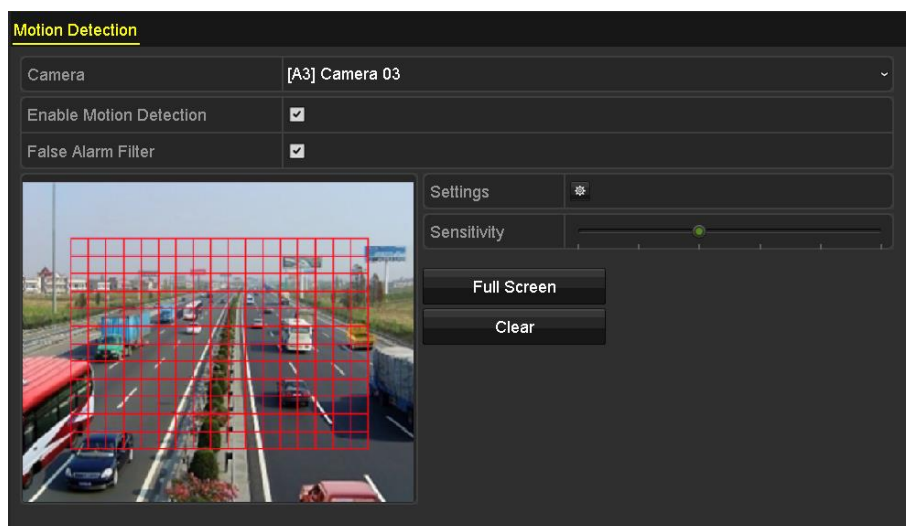 Motion Detection
Camera [A3] Camera 03
Enable Motion Detection
False Alarm Filter
Settings
Sensitivity
Full Screen
Clear